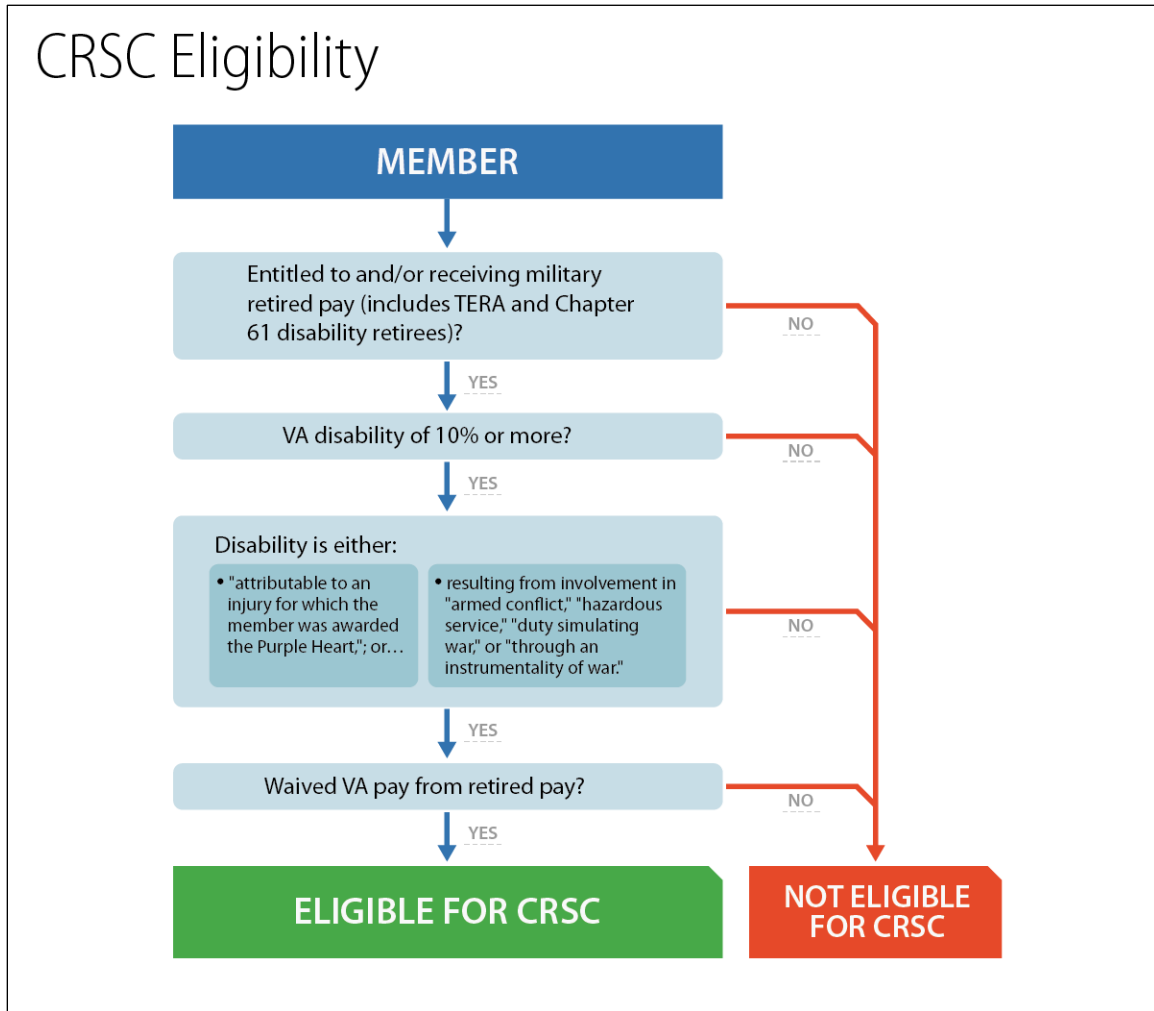 CRSC Eligibility
MEMBER
Entitled to and/or receiving military
retired pay (includes TERA and Chapter
61 disability retirees)?
NO
YES
VA disability of 10% or more?
NO
YES
Disability is either:
• "attributable to an
injury for which the
member was awarded
the Purple Heart,"; or…
• resulting from involvement in
"armed conflict," "hazardous
service," "duty simulating
war," or "through an
instrumentality of war."
NO
YES
Waived VA pay from retired pay?
NO
YES
ELIGIBLE FOR CRSC
NOT ELIGIBLE
FOR CRSC